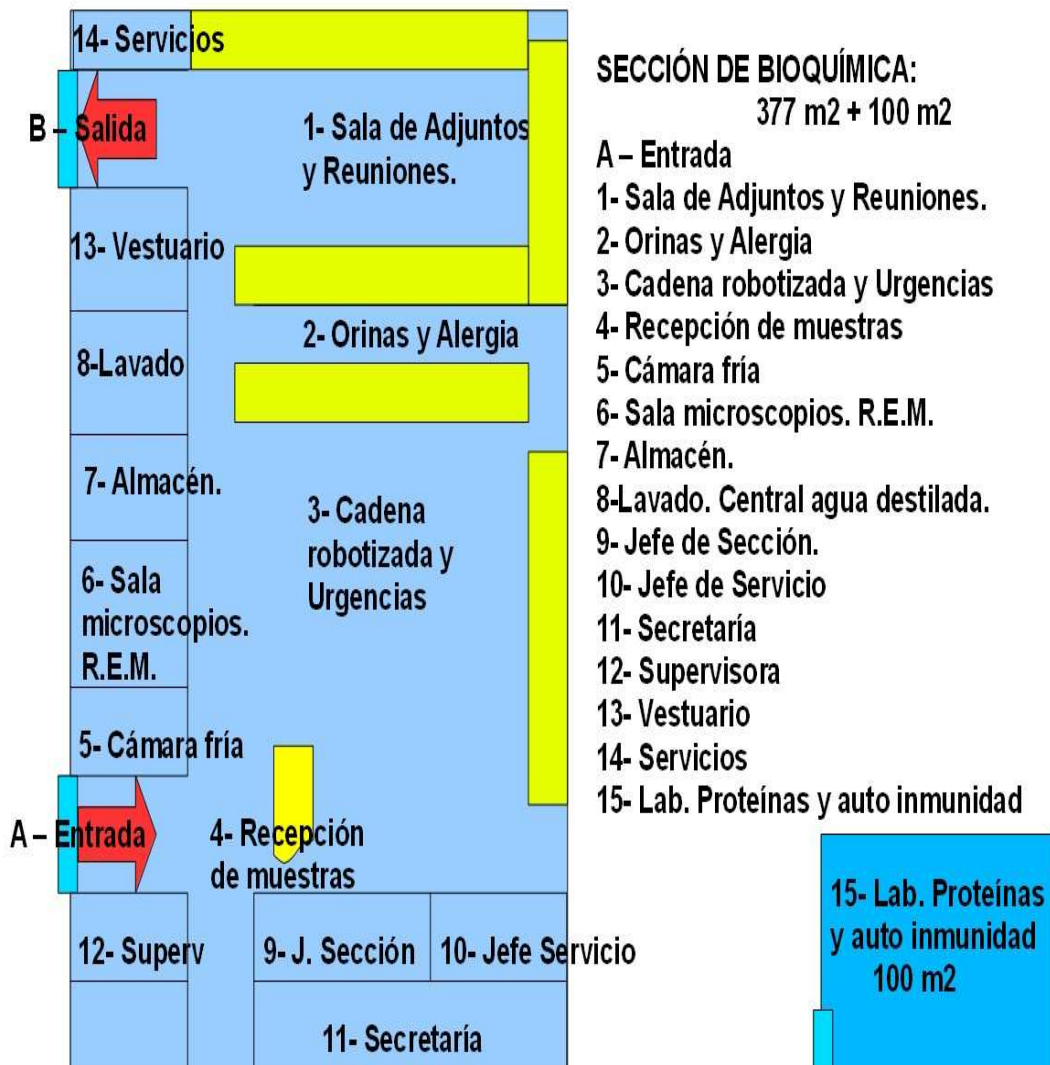 14- Servicios
B – Salida
1- Sala de Adjuntos
y Reuniones.
13- Vestuario
2- Orinas y Alergia
8-Lavado
7- Almacén.
3- Cadena
robotizada y
Urgencias
6- Sala
microscopios.
R.E.M.
5- Cámara fría
A – Entrada
4- Recepción
de muestras
12- Superv
9- J. Sección
10- Jefe Servicio
11- Secretaría
SECCIÓN DE BIOQUÍMICA:
377 m2 + 100 m2
A – Entrada
1- Sala de Adjuntos y Reuniones.
2- Orinas y Alergia
3- Cadena robotizada y Urgencias
4- Recepción de muestras
5- Cámara fría
6- Sala microscopios. R.E.M.
7- Almacén.
8-Lavado. Central agua destilada.
9- Jefe de Sección.
10- Jefe de Servicio
11- Secretaría
12- Supervisora
13- Vestuario
14- Servicios
15- Lab. Proteínas y auto inmunidad
15- Lab. Proteínas
y auto inmunidad
100 m2